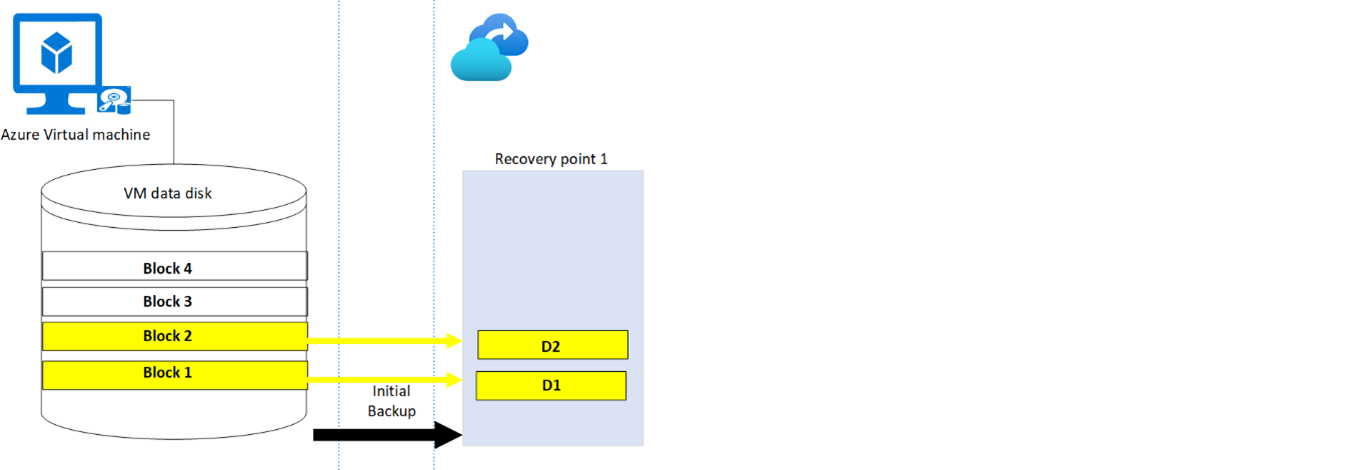 Azure Virtual machine
Recovery point 1
VM data disk
Block 4
Block 3
Block 2
D2
Block 1
D1
Initial
Backup